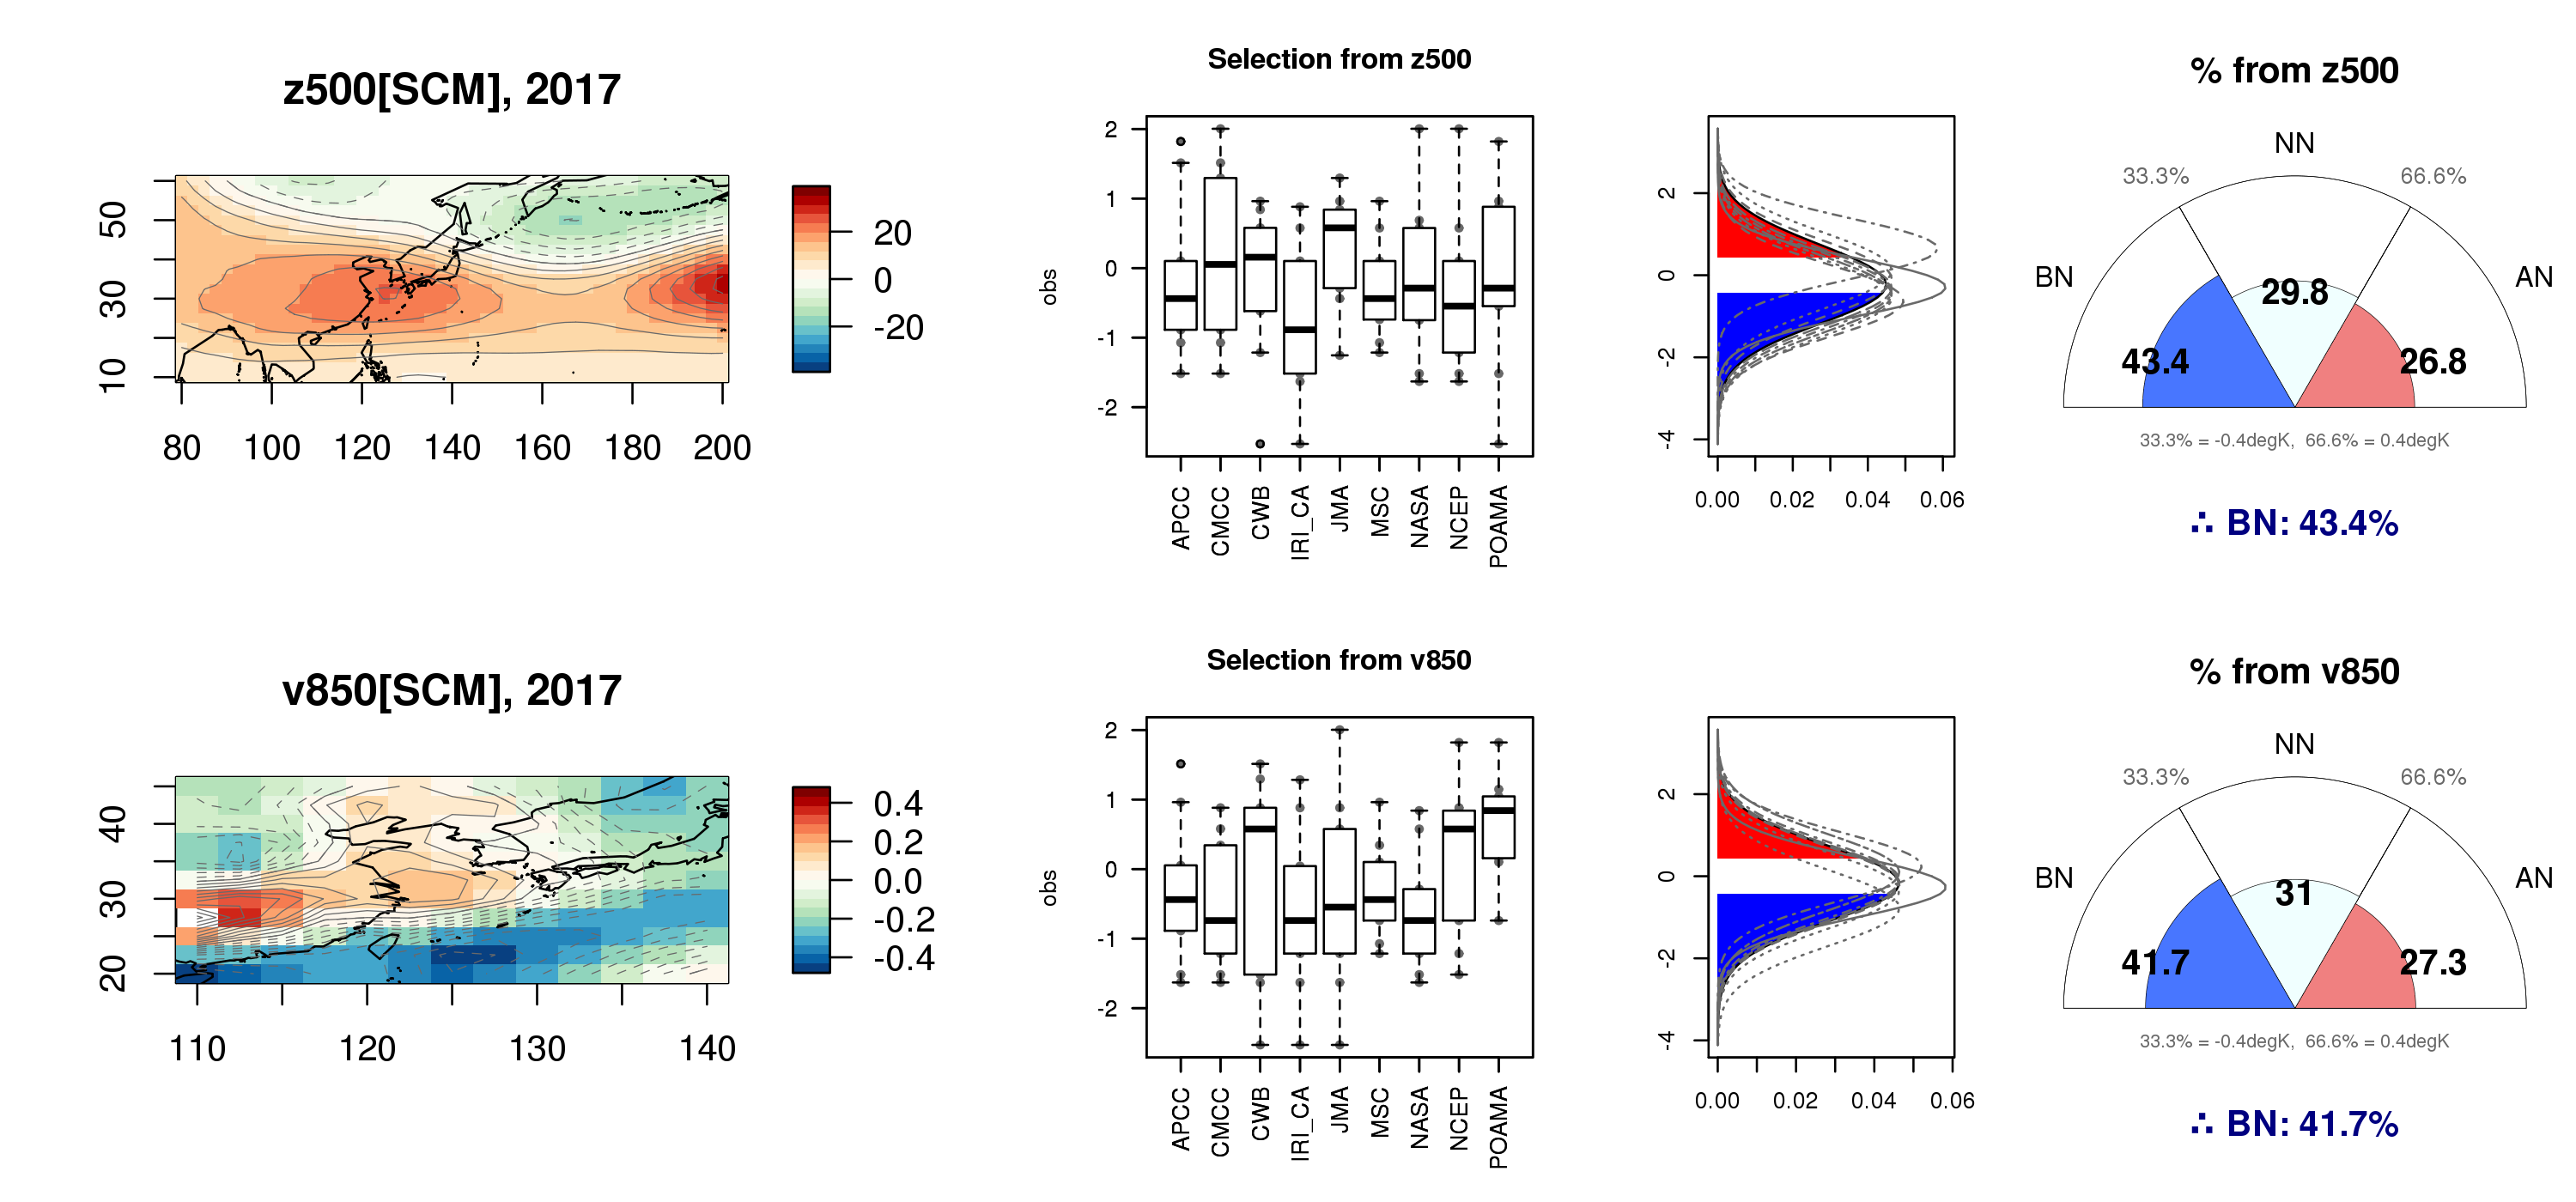 z500[SCM], 2017
50
30
10
80 100 120 140 160 180 200
20
0
-20
Selection from z500
obs
2
1
0
-1
-2
APCC CMCC CWB IRI_CA JMA MSC NASA NCEP POAMA
2
0
-2
-4
0.00 0.02 0.04 0.06
% from z500
NN
33.3% 66.6%
BN AN
29.8
43.4 26.8
33.3% = -0.4degK, 66.6% = 0.4degK
∴ BN: 43.4%
v850[SCM], 2017
40
30
20
110 120 130 140
0.4
0.2
0.0
-0.2
-0.4
Selection from v850
obs
2
1
0
-1
-2
APCC CMCC CWB IRI_CA JMA MSC NASA NCEP POAMA
2
0
-2
-4
0.00 0.02 0.04 0.06
% from v850
NN
33.3% 66.6%
BN AN
31
41.7 27.3
33.3% = -0.4degK, 66.6% = 0.4degK
∴ BN: 41.7%